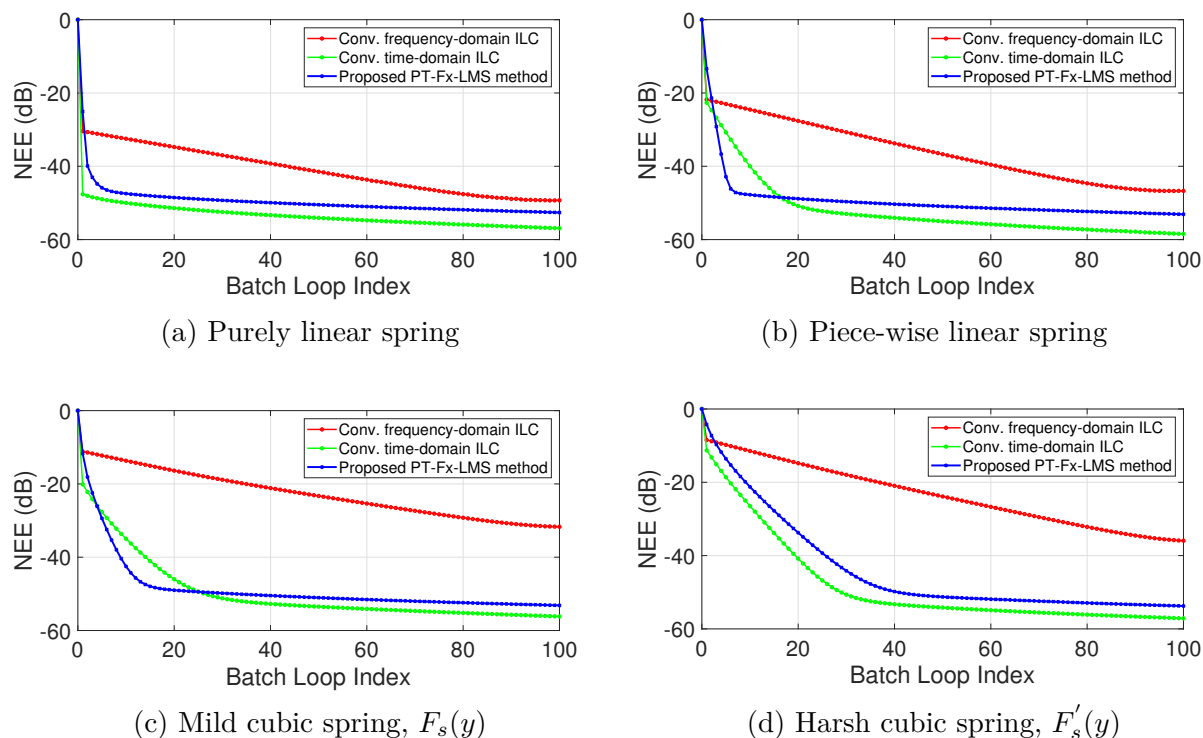 0
-20
-40
-60
NEE (dB)
Conv. frequency-domain ILC
Conv. time-domain ILC
Proposed PT-Fx-LMS method
0 20 40 60 80 100
Batch Loop Index
(a) Purely linear spring
0
-20
-40
-60
NEE (dB)
Conv. frequency-domain ILC
Conv. time-domain ILC
Proposed PT-Fx-LMS method
0 20 40 60 80 100
Batch Loop Index
(b) Piece-wise linear spring
0
-20
-40
-60
NEE (dB)
Conv. frequency-domain ILC
Conv. time-domain ILC
Proposed PT-Fx-LMS method
0 20 40 60 80 100
Batch Loop Index
(c) Mild cubic spring, $F_s(y)$
0
-20
-40
-60
NEE (dB)
Conv. frequency-domain ILC
Conv. time-domain ILC
Proposed PT-Fx-LMS method
0 20 40 60 80 100
Batch Loop Index
(d) Harsh cubic spring, $F_s^{'}(y)$